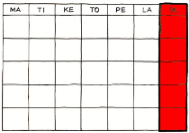 MA TI KE TO PE LA